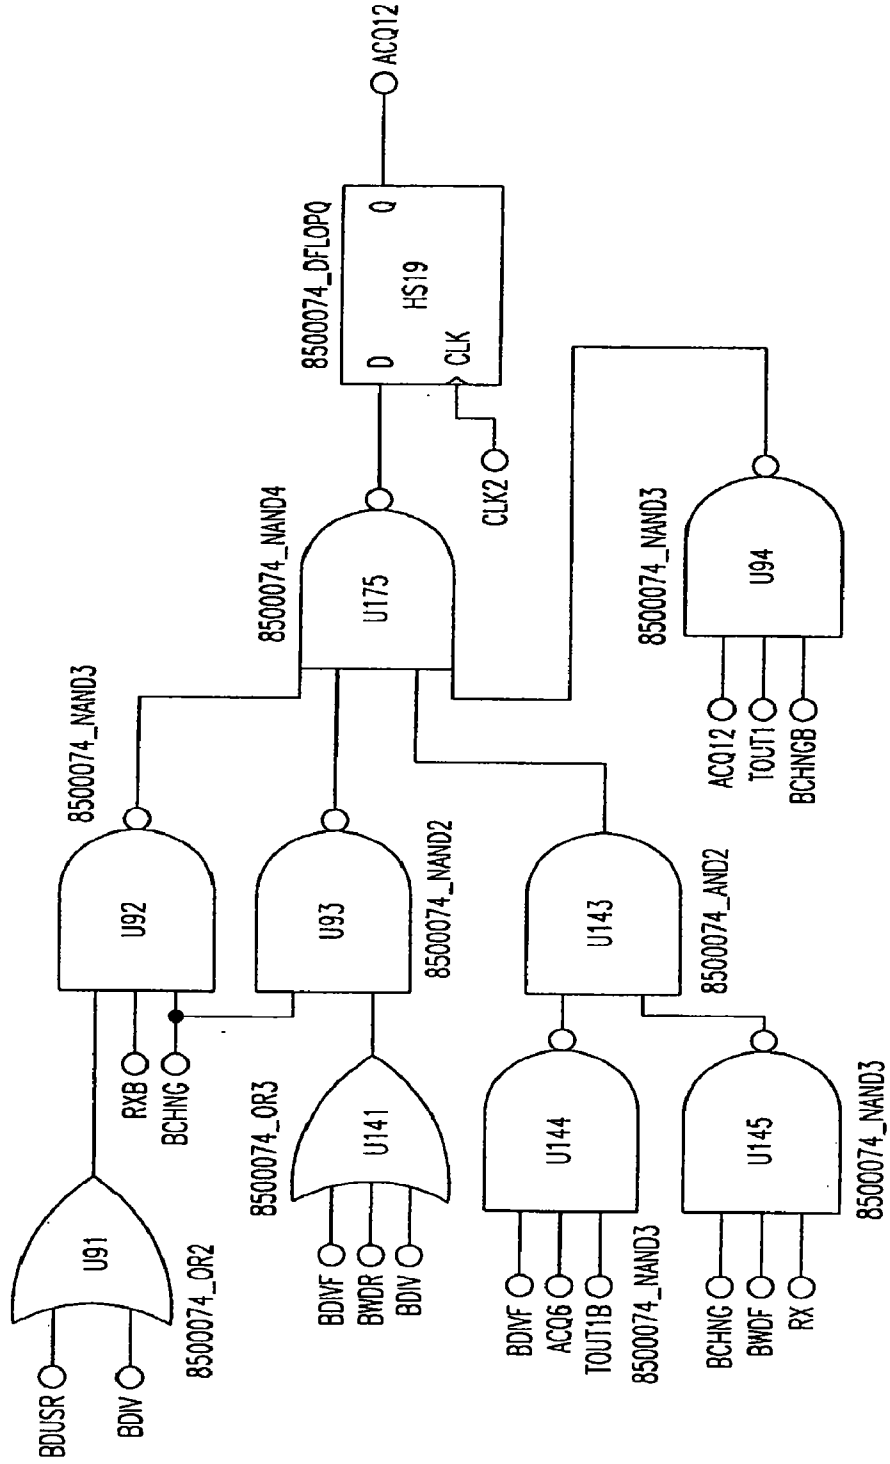 BDUSR
BDIV
U91
8500074_OR2
RXB
BCHNG
U92
8500074_NAND3
BDIVF
BWDR
BDIV
U141
8500074_OR3
U93
8500074_NAND2
BDIVF
ACQ6
TOUT1B
U144
8500074_NAND3
BCHNG
BWDF
RX
U145
8500074_NAND3
U143
8500074_AND2
U175
8500074_NAND4
ACQ12
TOUT1
BCHNGB
U94
8500074_NAND3
CLK2
8500074_DFLOPQ
D
Q
CLK
HS19
ACQ12